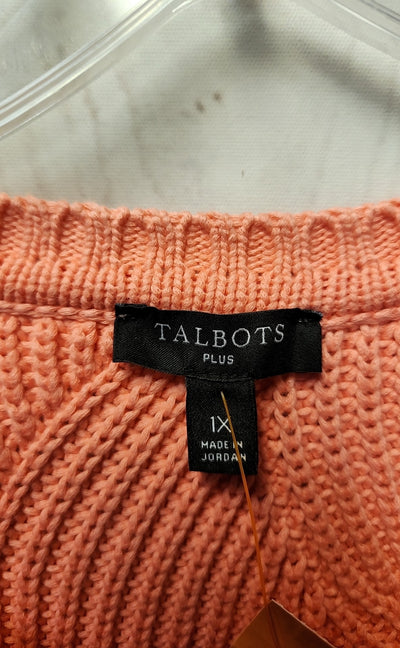 TALBOTS
PLUS
1X
MADE IN
JORDAN